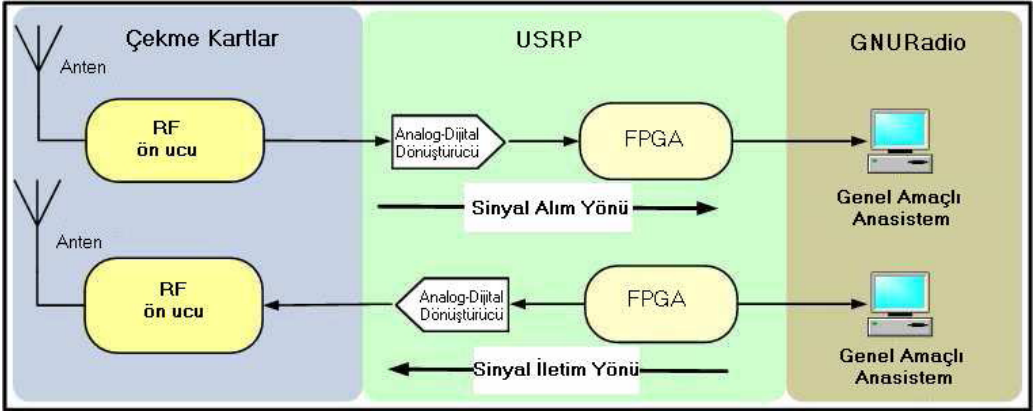 Çekme Kartlar
USRP
GNURadio
Anten
RF
ön ucu
Analog-Dijital
Dönüştürücü
FPGA
Sinyal Alım Yönü
Genel Amaçlı
Anasistem
Anten
RF
ön ucu
Analog-Dijital
Dönüştürücü
FPGA
Sinyal İletim Yönü
Genel Amaçlı
Anasistem